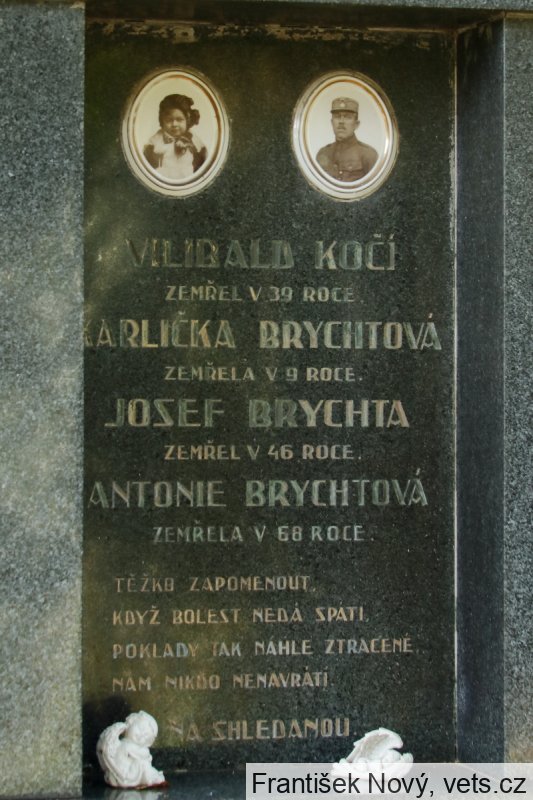 VILIBALD KOČÍ
ZEMŘEL V 39 ROCE.
KARLIČKA BRYCHTOVÁ
ZEMŘELA V 9 ROCE.
JOSEF BRYCHTA
ZEMŘEL V 46 ROCE.
ANTONIE BRYCHTOVÁ
ZEMŘELA V 68 ROCE.
TĚŽKO ZAPOMENOUT,
KDYŽ BOLEST NEDÁ SPÁTI,
POKLADY TAK NÁHLE ZTRACENÉ
NÁM NIKDO NENAVRÁTÍ.
NA SHLEDANOU
František Nový, vets.cz